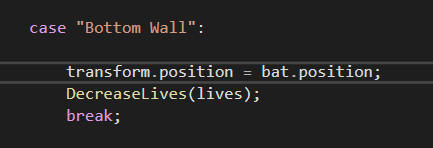 case "Bottom Wall":
transform.position = bat.position;
DecreaseLives(lives);
break;